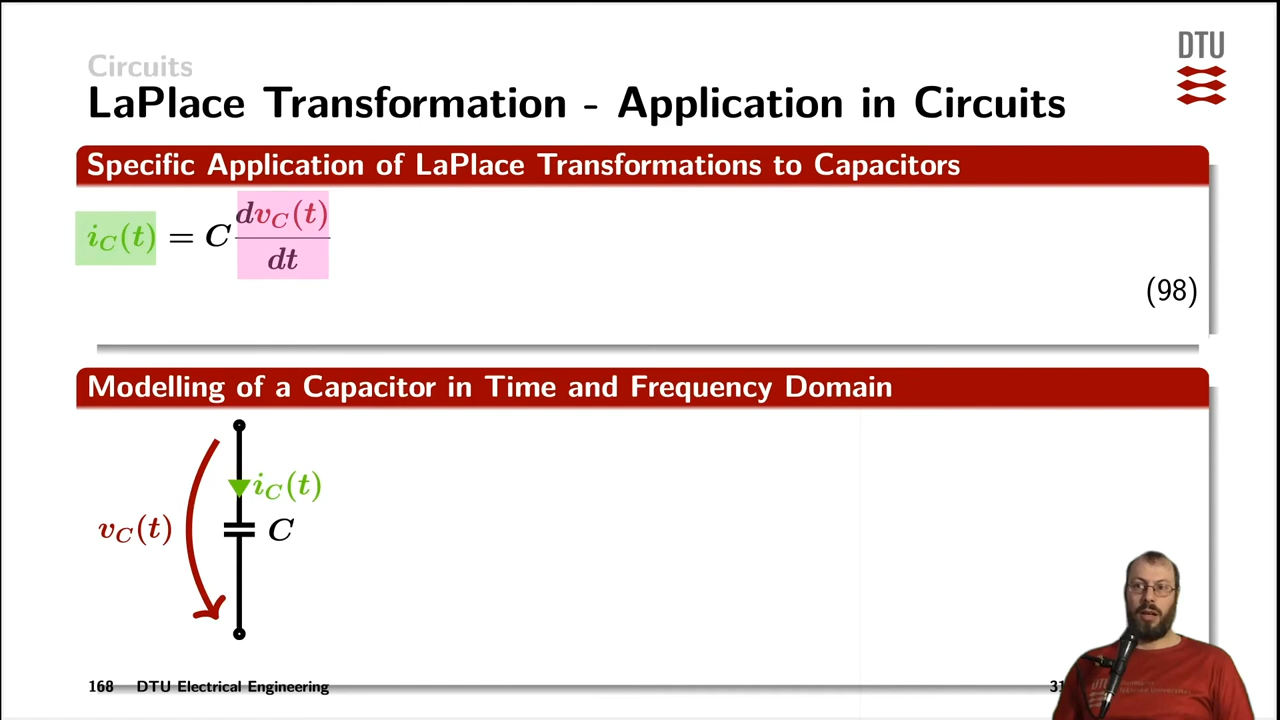 Circuits
DTU
LaPlace Transformation - Application in Circuits
Specific Application of LaPlace Transformations to Capacitors
i_C(t) = C dv_C(t)/dt
(98)
Modelling of a Capacitor in Time and Frequency Domain
i_C(t)
v_C(t)
C
168 DTU Electrical Engineering
DTU